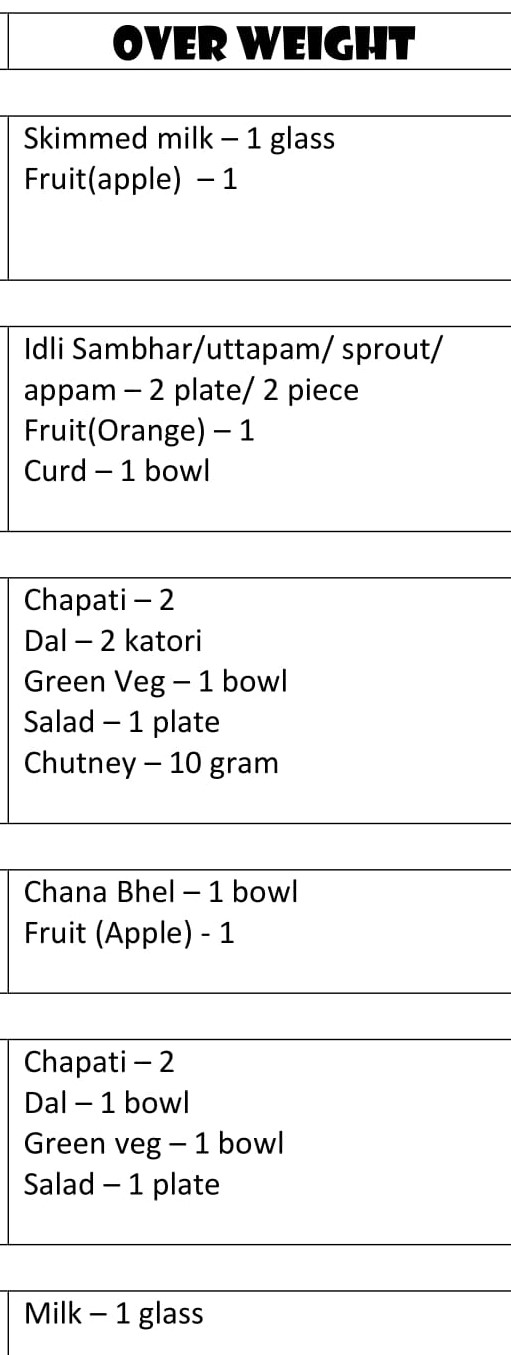 OVER WEIGHT
Skimmed milk – 1 glass
Fruit(apple) – 1
Idli Sambhar/uttapam/ sprout/
appam – 2 plate/ 2 piece
Fruit(Orange) – 1
Curd – 1 bowl
Chapati – 2
Dal – 2 katori
Green Veg – 1 bowl
Salad – 1 plate
Chutney – 10 gram
Chana Bhel – 1 bowl
Fruit (Apple) - 1
Chapati – 2
Dal – 1 bowl
Green veg – 1 bowl
Salad – 1 plate
Milk – 1 glass